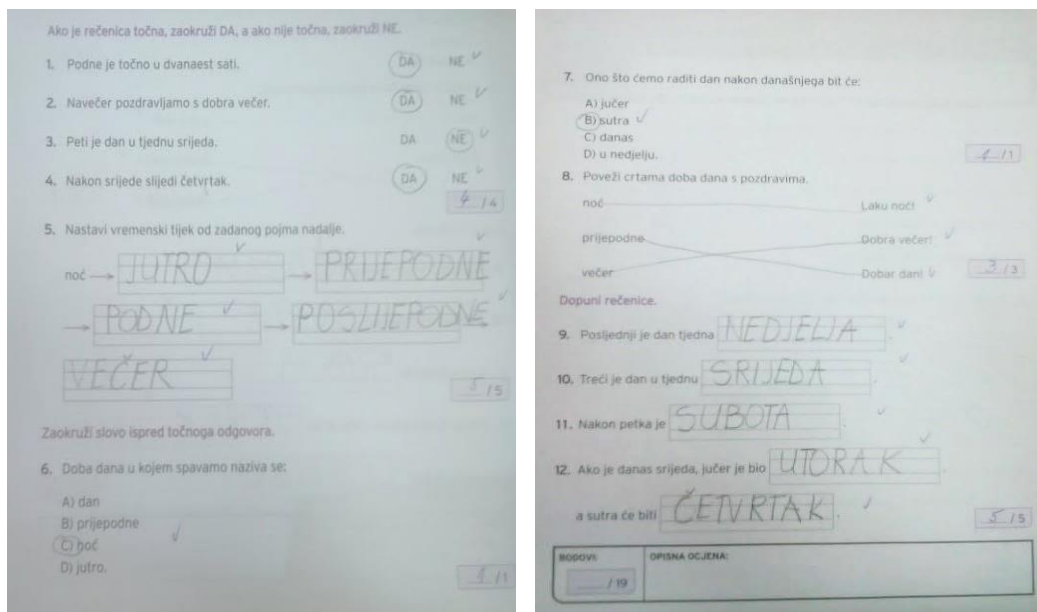 Ako je rečenica točna, zaokruži DA, a ako nije točna, zaokruži NE.
1. Podne je točno u dvanaest sati. DA NE
2. Navečer pozdravljamo s dobra večer. DA NE
3. Peti je dan u tjednu srijeda. DA NE
4. Nakon srijede slijedi četvrtak. DA NE
4 / 4
5. Nastavi vremenski tijek od zadanog pojma nadalje.
noć → JUTRO → PRIJEPODNE
→ PODNE → POSLIJEPODNE
VEČER
5 / 5
Zaokruži slovo ispred točnoga odgovora.
6. Doba dana u kojem spavamo naziva se:
A) dan
B) prijepodne
C) noć
D) jutro.
1 / 1
7. Ono što ćemo raditi dan nakon današnjega bit će:
A) jučer
B) sutra
C) danas
D) u nedjelju.
1 / 1
8. Poveži crtama doba dana s pozdravima.
noć Laku noć!
prijepodne Dobra večer!
večer Dobar dan!
3 / 3
Dopuni rečenice.
9. Posljednji je dan tjedna NEDJELJA.
10. Treći je dan u tjednu SRIJEDA.
11. Nakon petka je SUBOTA.
12. Ako je danas srijeda, jučer je bio UTORAK,
a sutra će biti ČETVRTAK.
5 / 5
BODOVI: OPISNA OCJENA:
/ 19